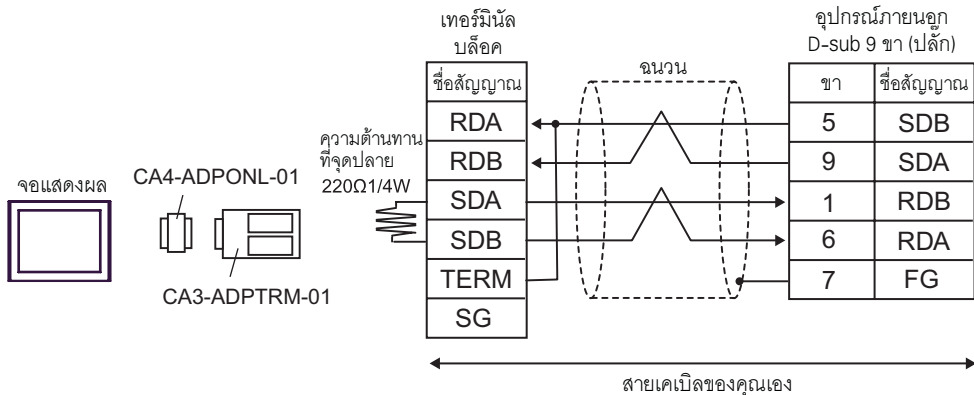 เทอร์มินัล
บล็อค
อุปกรณ์ภายนอก
D-sub 9 ขา (ปลั๊ก)
ชื่อสัญญาณ
ฉนวน
ขา ชื่อสัญญาณ
RDA 5 SDB
RDB 9 SDA
SDA 1 RDB
SDB 6 RDA
TERM 7 FG
SG
ความต้านทาน
ที่จุดปลาย
220Ω1/4W
จอแสดงผล
CA4-ADPONL-01
CA3-ADPTRM-01
สายเคเบิลของคุณเอง